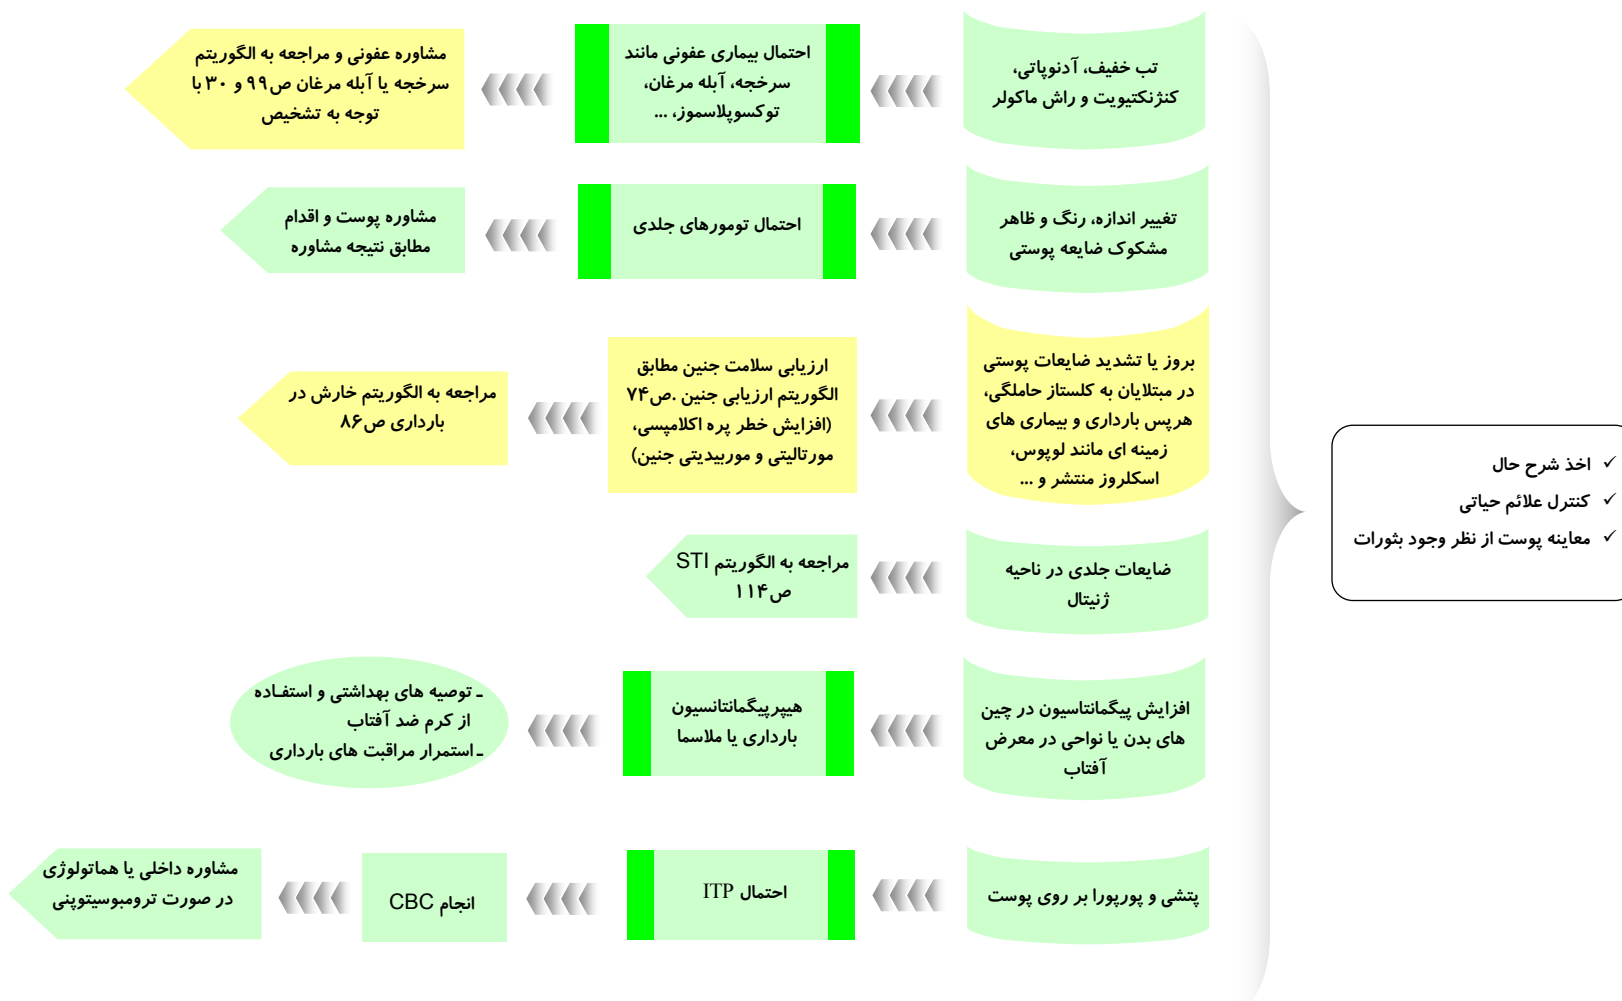 اخذ شرح حال
کنترل علائم حیاتی
معاینه پوست از نظر وجود بثورات
تب خفیف، آدنوپاتی،
کنژنکتیویت و راش ماکولر
احتمال بیماری عفونی مانند
سرخجه، آبله مرغان،
توکسوپلاسموز، ...
مشاوره عفونی و مراجعه به الگوریتم
سرخجه یا آبله مرغان ص۹۹ و ۳۰ با
توجه به تشخیص
تغییر اندازه، رنگ و ظاهر
مشکوک ضایعه پوستی
احتمال تومورهای جلدی
مشاوره پوست و اقدام
مطابق نتیجه مشاوره
بروز یا تشدید ضایعات پوستی
در مبتلایان به کلستاز حاملگی،
هرپس بارداری و بیماری های
زمینه ای مانند لوپوس،
اسکلروز منتشر و ...
ارزیابی سلامت جنین مطابق
الگوریتم ارزیابی جنین .ص۷۴
(افزایش خطر پره اکلامپسی،
مورتالیتی و موربیدیتی جنین)
مراجعه به الگوریتم خارش در
بارداری ص۸۶
ضایعات جلدی در ناحیه
ژنیتال
مراجعه به الگوریتم STI
ص۱۱۴
افزایش پیگمانتاسیون در چین
های بدن یا نواحی در معرض
آفتاب
هیپرپیگمانتانسیون
بارداری یا ملاسما
ـ توصیه های بهداشتی و استفـاده
از کرم ضد آفتاب
ـ استمرار مراقبت های بارداری
پتشی و پورپورا بر روی پوست
احتمال ITP
انجام CBC
مشاوره داخلی یا هماتولوژی
در صورت ترومبوسیتوپنی